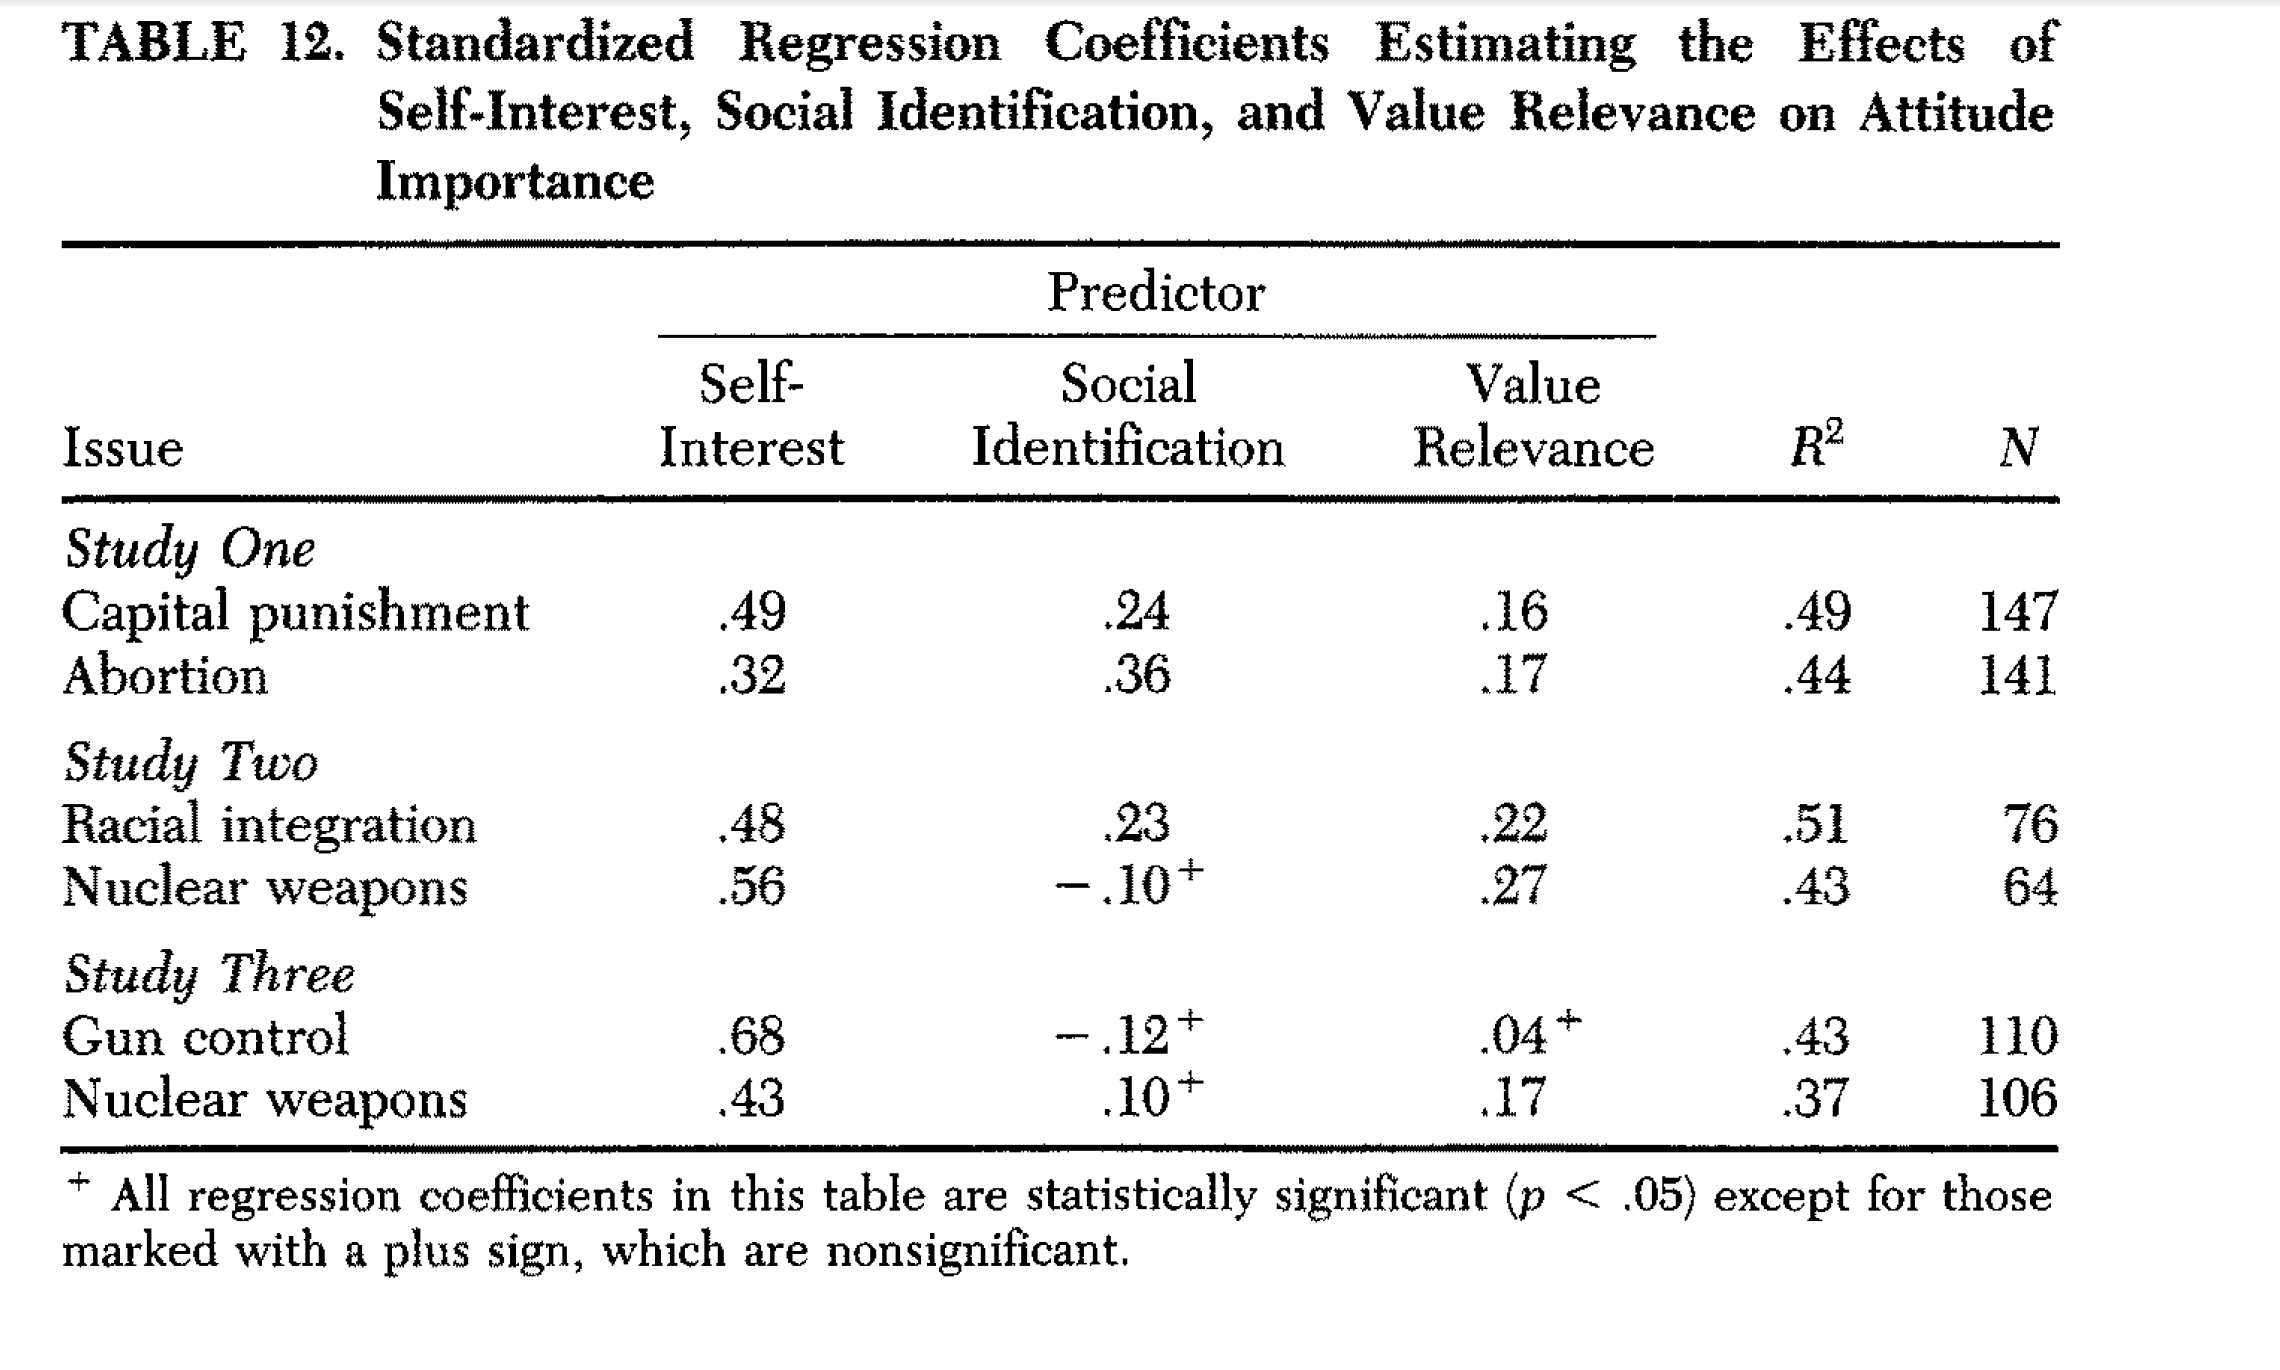 TABLE 12. Standardized Regression Coefficients Estimating the Effects of
Self-Interest, Social Identification, and Value Relevance on Attitude
Importance
Predictor
Self- Social Value
Issue Interest Identification Relevance R² N
Study One
Capital punishment .49 .24 .16 .49 147
Abortion .32 .36 .17 .44 141
Study Two
Racial integration .48 .23 .22 .51 76
Nuclear weapons .56 −.10⁺ .27 .43 64
Study Three
Gun control .68 −.12⁺ .04⁺ .43 110
Nuclear weapons .43 .10⁺ .17 .37 106
⁺ All regression coefficients in this table are statistically significant (p < .05) except for those
marked with a plus sign, which are nonsignificant.